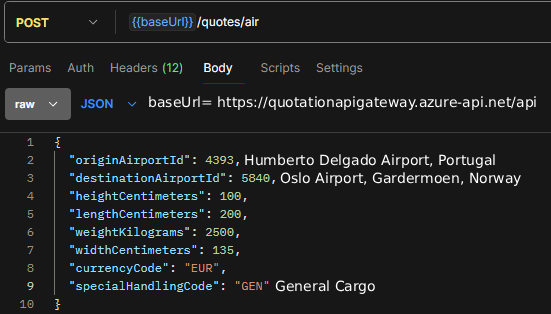 POST {{baseUrl}} /quotes/air
Params Auth Headers (12) Body Scripts Settings
raw JSON baseUrl= https://quotationapigateway.azure-api.net/api
1 {
2 "originAirportId": 4393, Humberto Delgado Airport, Portugal
3 "destinationAirportId": 5840, Oslo Airport, Gardermoen, Norway
4 "heightCentimeters": 100,
5 "lengthCentimeters": 200,
6 "weightKilograms": 2500,
7 "widthCentimeters": 135,
8 "currencyCode": "EUR",
9 "specialHandlingCode": "GEN" General Cargo
10 }